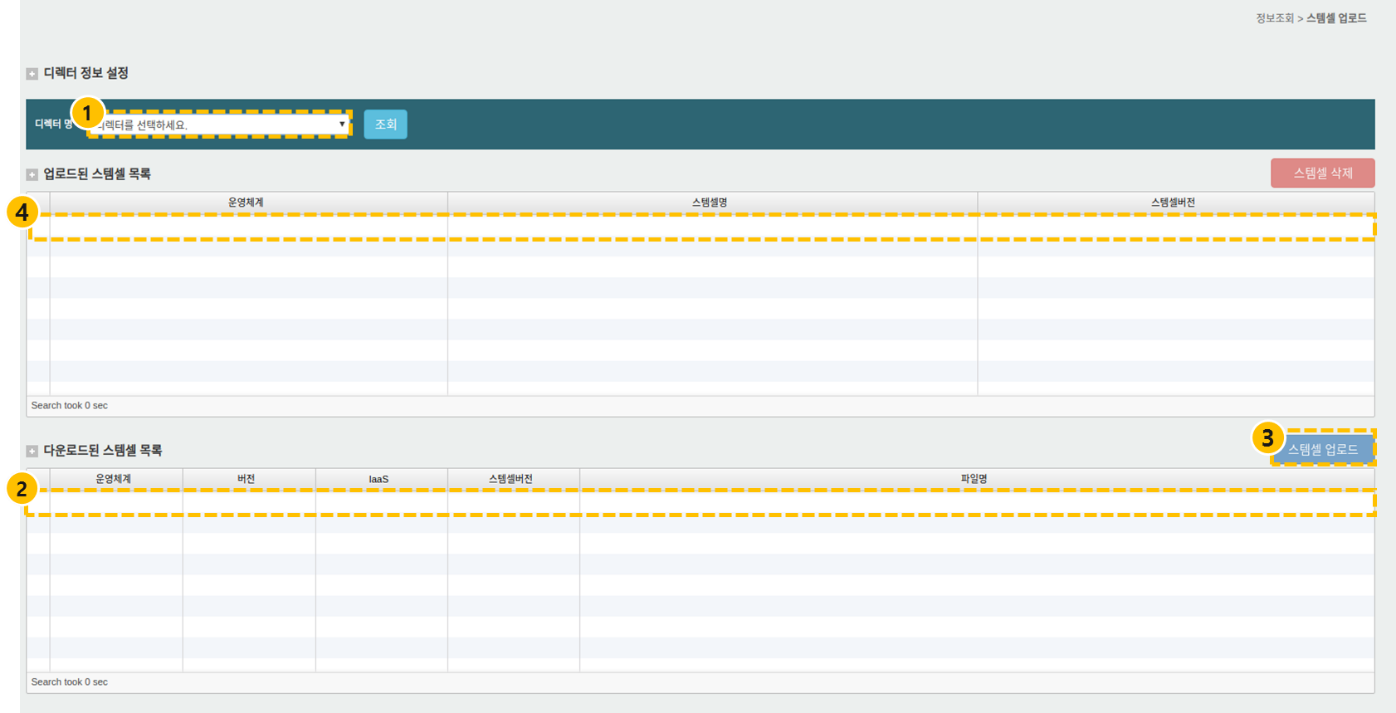 정보조회 > 스템셀 업로드
디렉터 정보 설정
1
디렉터 명 디렉터를 선택하세요. 조회
업로드된 스템셀 목록 스템셀 삭제
운영체계 스템셀명 스템셀버전
4
Search took 0 sec
다운로드된 스템셀 목록 3 스템셀 업로드
운영체계 버전 IaaS 스템셀버전 파일명
2
Search took 0 sec